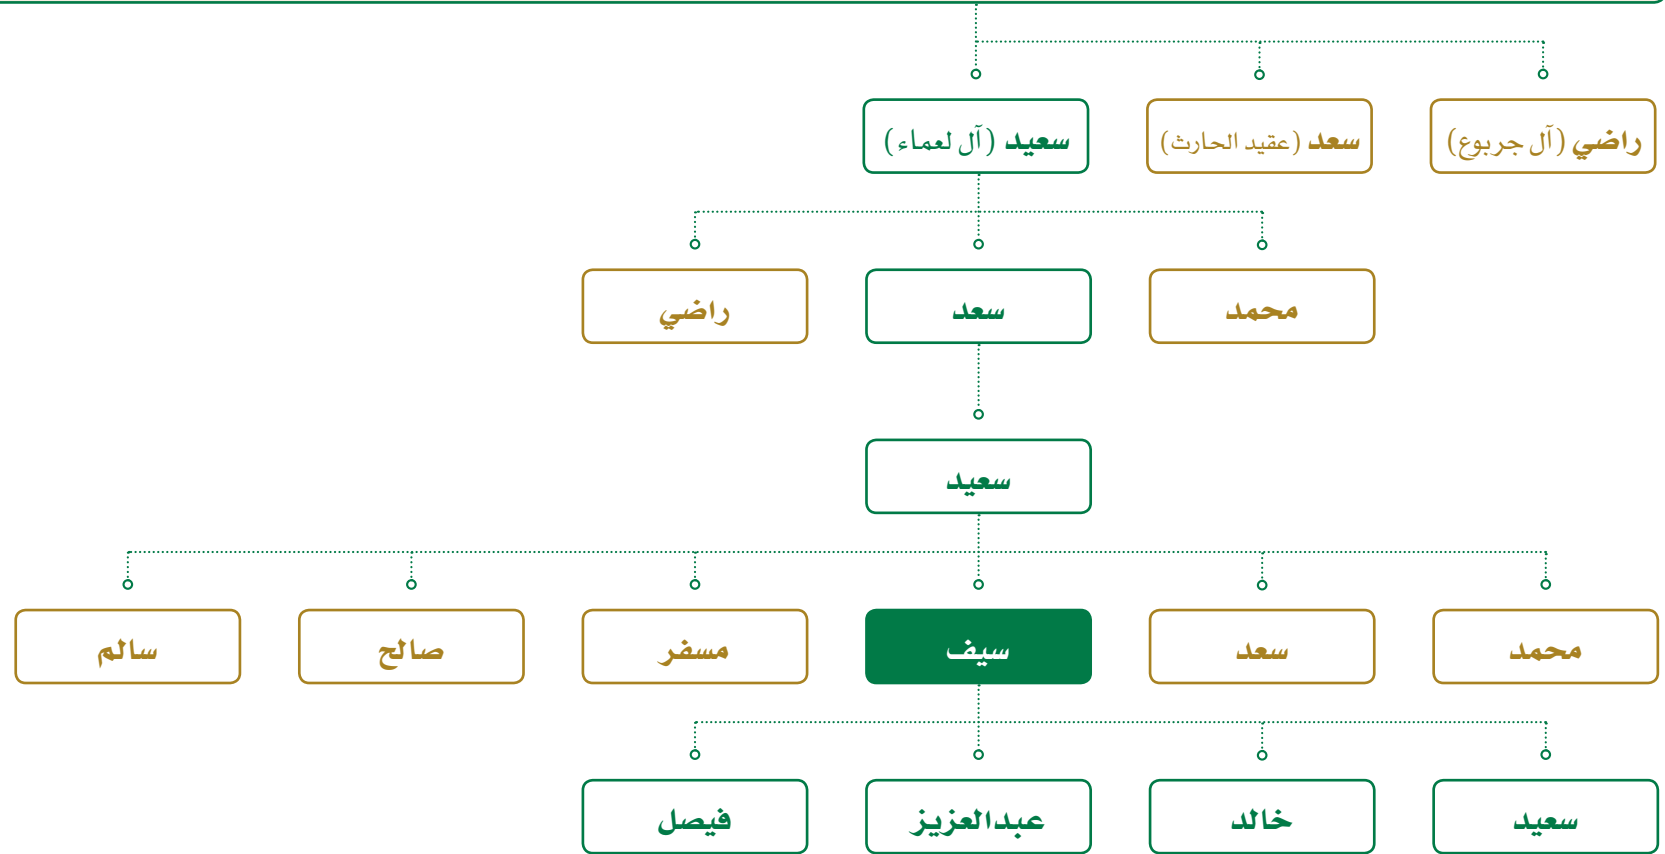 راضي (آل جربوع)
سعد (عقيد الحارث)
سعيد (آل لعماء)
محمد
سعد
راضي
سعيد
محمد
سعد
سيف
مسفر
صالح
سالم
سعيد
خالد
عبدالعزيز
فيصل